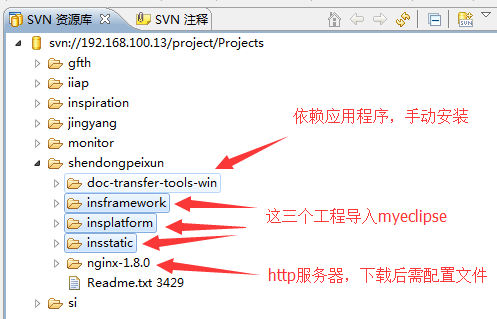 SVN 资源库
SVN 注释
svn://192.168.100.13/project/Projects
gfth
iiap
inspiration
jingyang
monitor
shendongpeixun
doc-transfer-tools-win
insframework
insplatform
insstatic
nginx-1.8.0
Readme.txt 3429
si
依赖应用程序，手动安装
这三个工程导入myeclipse
http服务器，下载后需配置文件